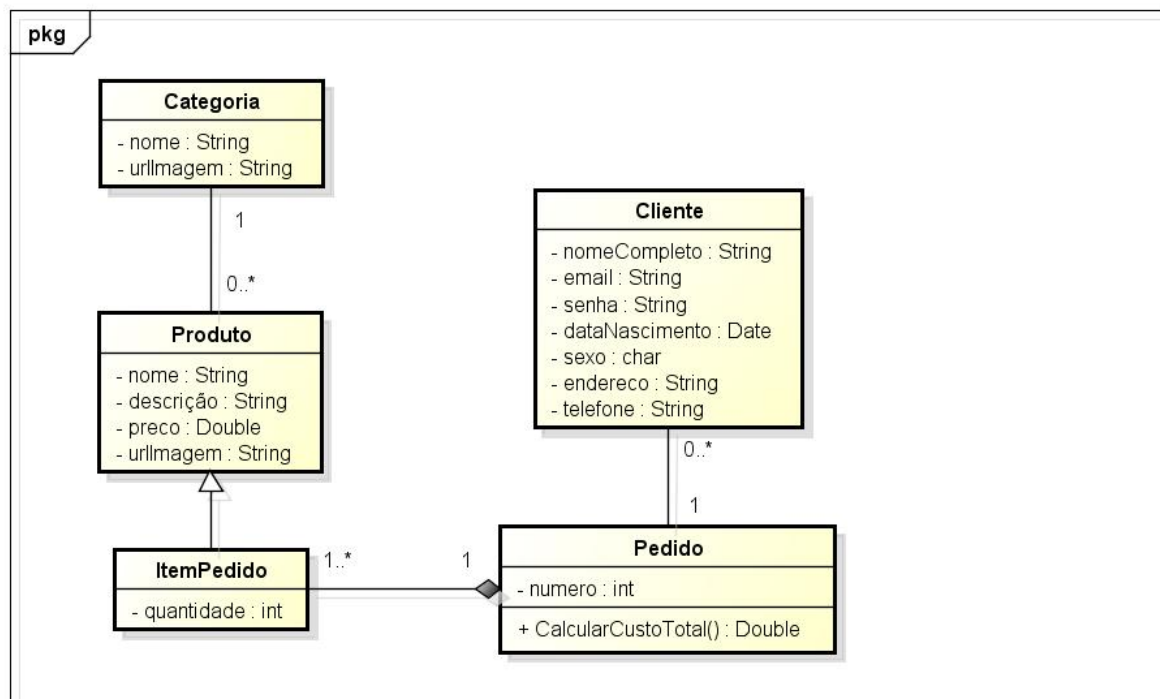 pkg
Categoria
- nome : String
- urlImagem : String
1
0..*
Produto
- nome : String
- descrição : String
- preco : Double
- urlImagem : String
Cliente
- nomeCompleto : String
- email : String
- senha : String
- dataNascimento : Date
- sexo : char
- endereco : String
- telefone : String
0..*
1
ItemPedido
- quantidade : int
1..*
1
Pedido
- numero : int
+ CalcularCustoTotal() : Double